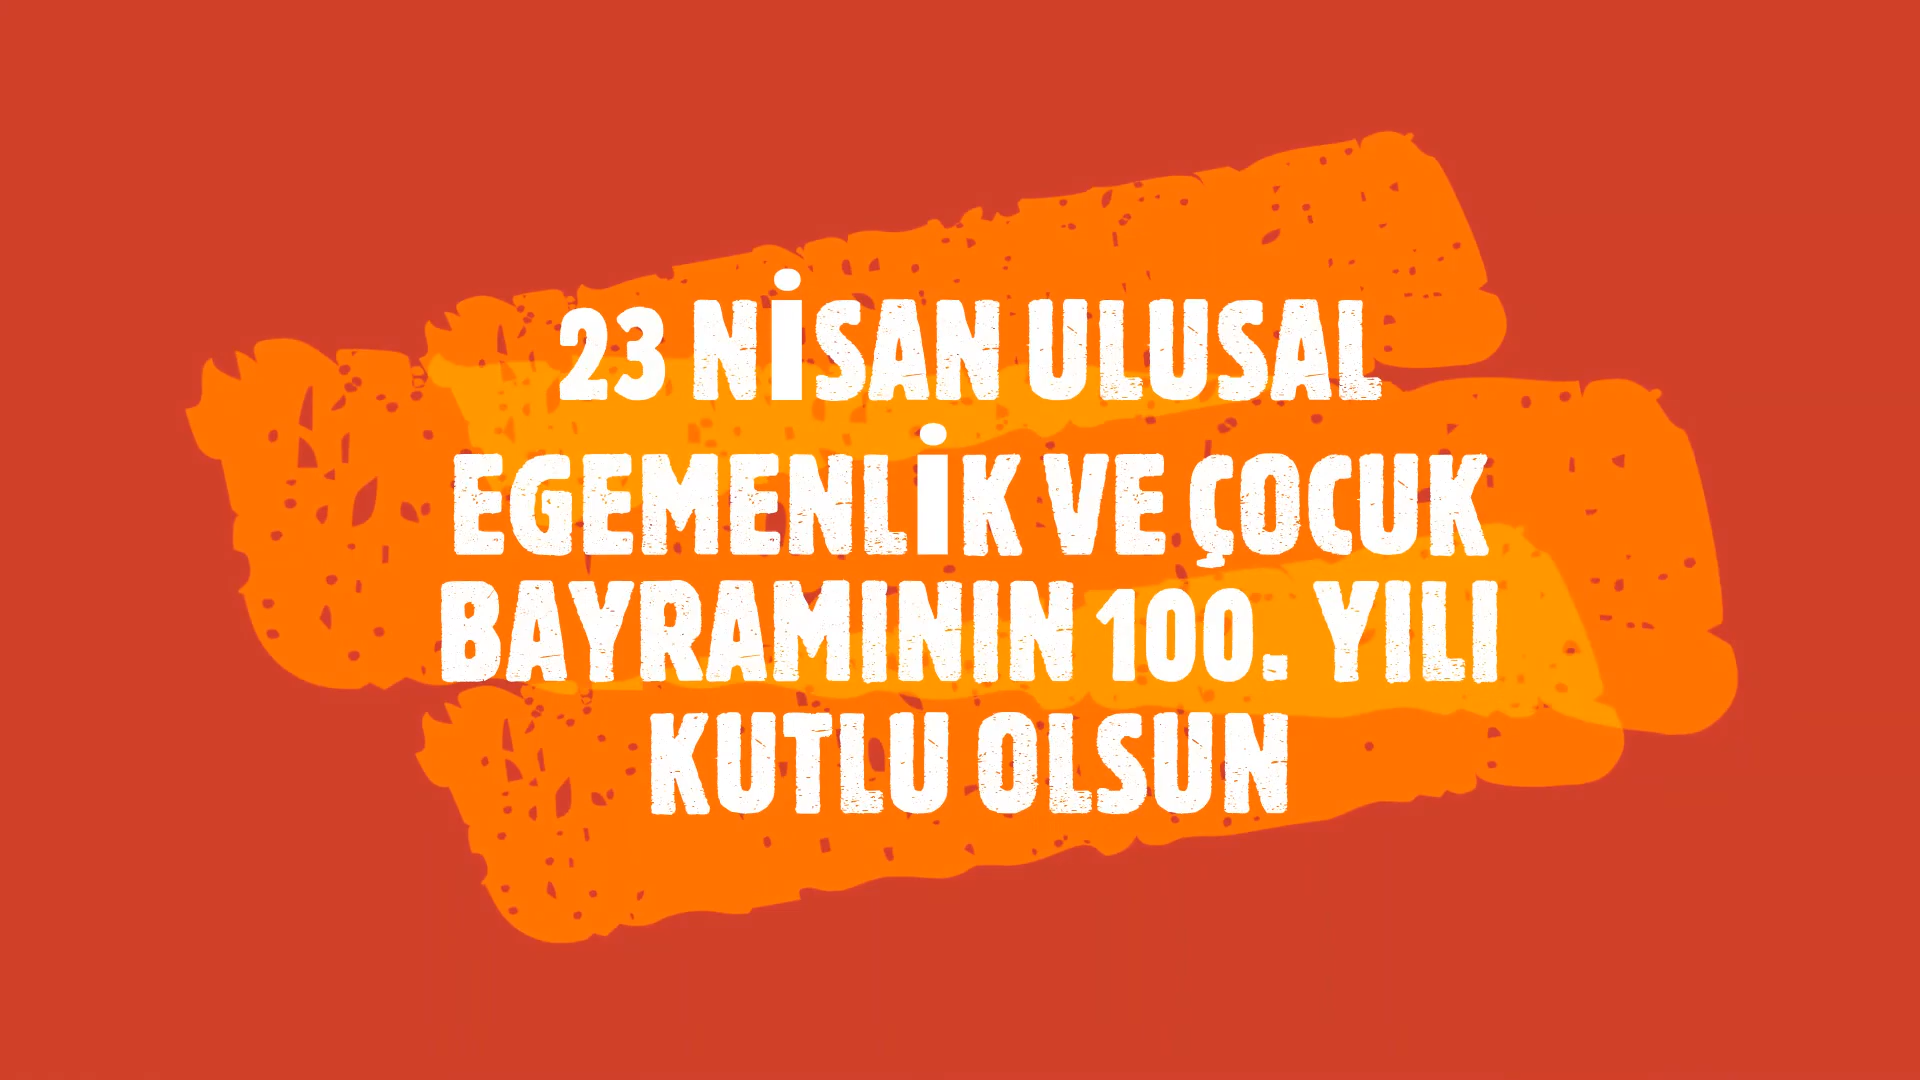 23 NİSAN ULUSAL
EGEMENLİK VE ÇOCUK
BAYRAMININ 100. YILI
KUTLU OLSUN